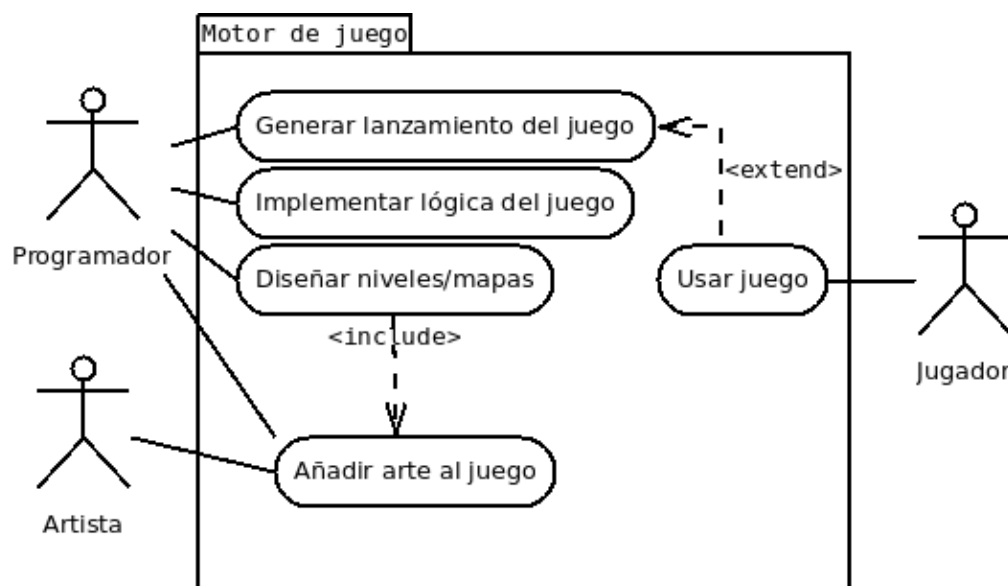 Motor de juego
Generar lanzamiento del juego
<extend>
Implementar lógica del juego
Programador
Diseñar niveles/mapas
Usar juego
<include>
Jugador
Añadir arte al juego
Artista